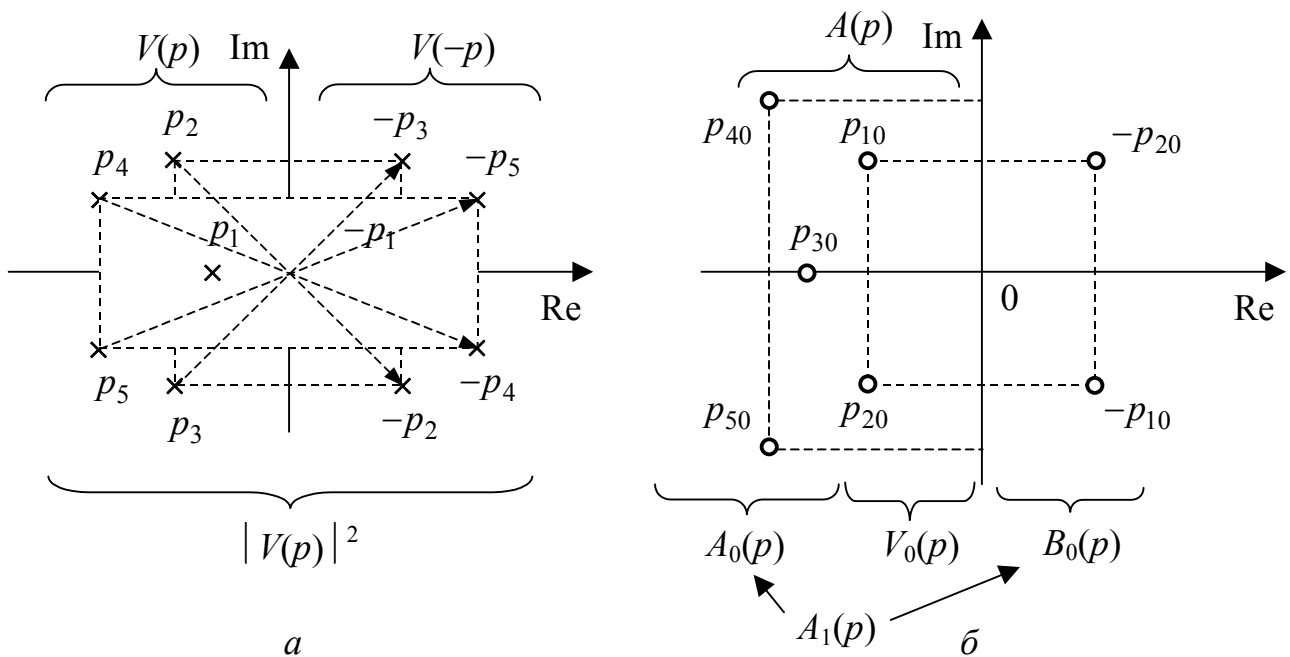 V(p) Im V(−p)
p₂ −p₃
p₄ −p₅
p₁ −p₁
Re
p₅ −p₄
p₃ −p₂
|V(p)|²
а
A(p) Im
p₄₀ p₁₀ −p₂₀
p₃₀
0 Re
p₅₀ p₂₀ −p₁₀
A₀(p) V₀(p) B₀(p)
A₁(p)
б